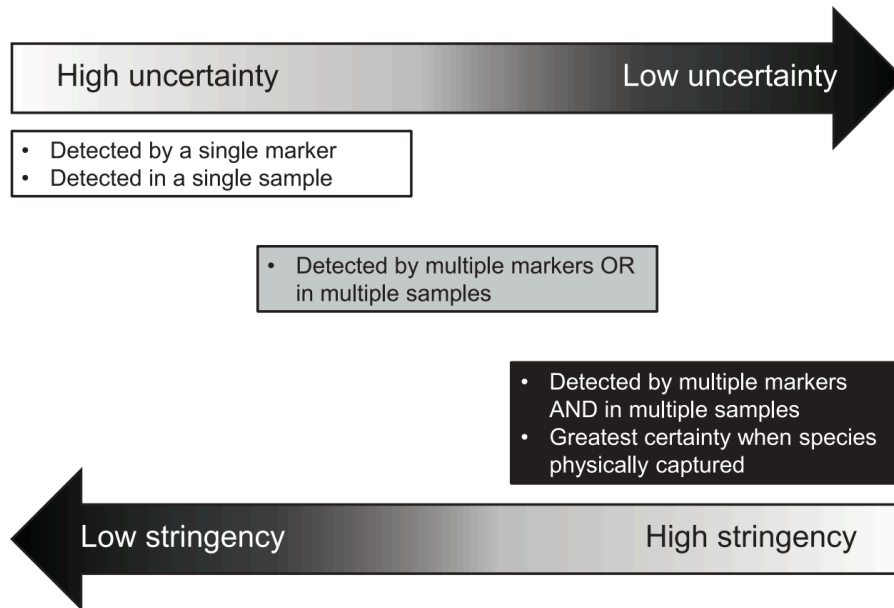 High uncertainty
Low uncertainty
• Detected by a single marker
• Detected in a single sample
• Detected by multiple markers OR
in multiple samples
• Detected by multiple markers
AND in multiple samples
• Greatest certainty when species
physically captured
Low stringency
High stringency